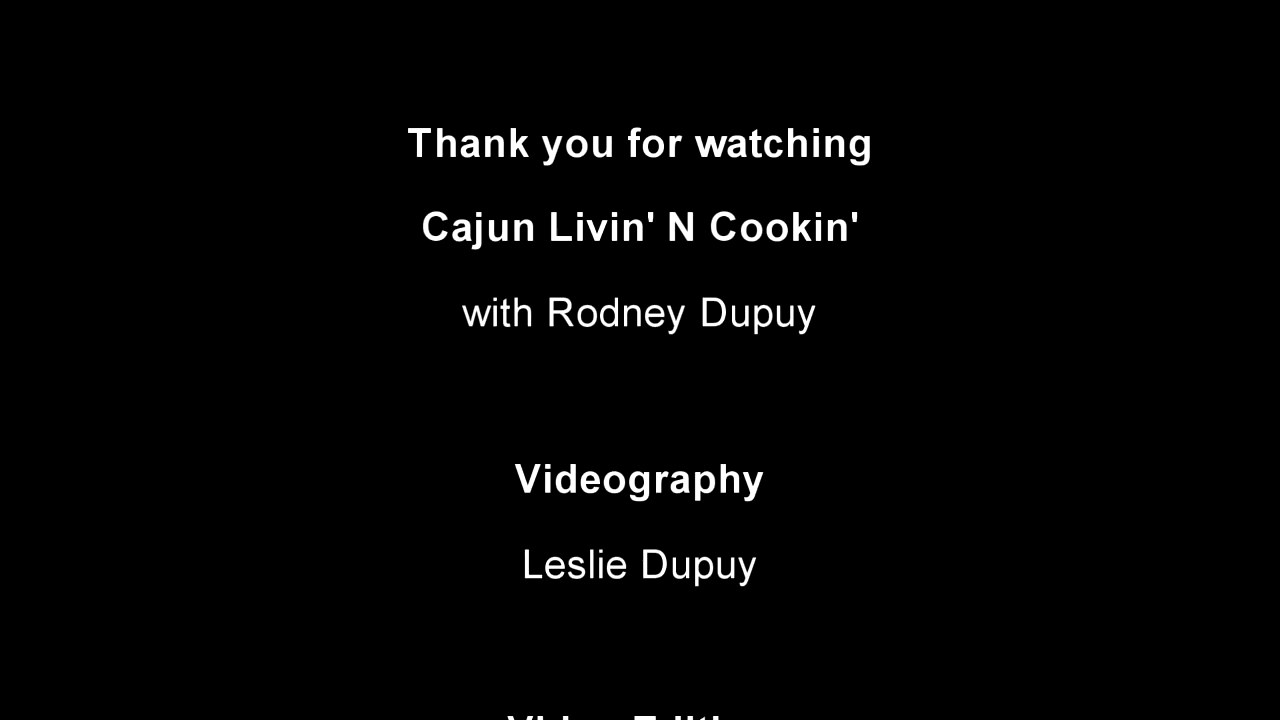 Thank you for watching
Cajun Livin' N Cookin'
with Rodney Dupuy
Videography
Leslie Dupuy